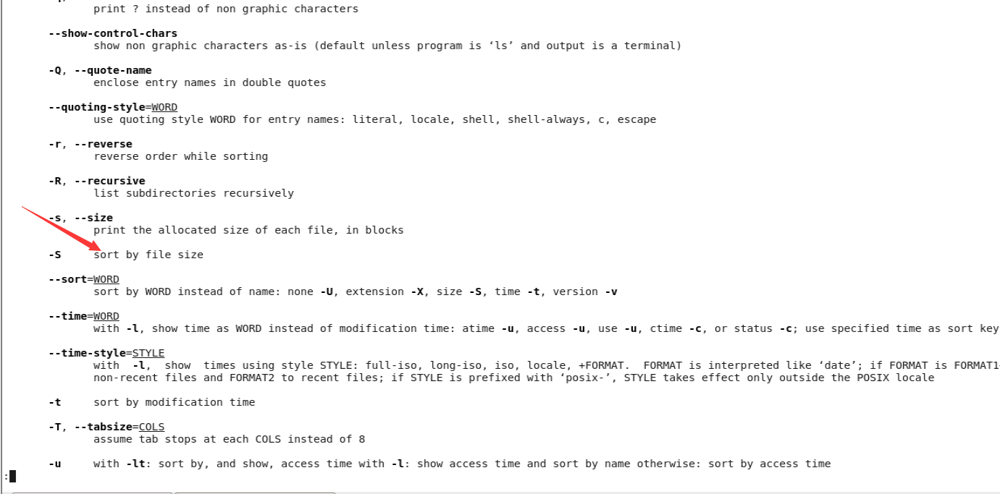 print ? instead of non graphic characters
--show-control-chars
show non graphic characters as-is (default unless program is ‘ls’ and output is a terminal)
-Q, --quote-name
enclose entry names in double quotes
--quoting-style=WORD
use quoting style WORD for entry names: literal, locale, shell, shell-always, c, escape
-r, --reverse
reverse order while sorting
-R, --recursive
list subdirectories recursively
-s, --size
print the allocated size of each file, in blocks
-S sort by file size
--sort=WORD
sort by WORD instead of name: none -U, extension -X, size -S, time -t, version -v
--time=WORD
with -l, show time as WORD instead of modification time: atime -u, access -u, use -u, ctime -c, or status -c; use specified time as sort key
--time-style=STYLE
with -l, show times using style STYLE: full-iso, long-iso, iso, locale, +FORMAT. FORMAT is interpreted like ‘date’; if FORMAT is FORMAT1
non-recent files and FORMAT2 to recent files; if STYLE is prefixed with ‘posix-’, STYLE takes effect only outside the POSIX locale
-t sort by modification time
-T, --tabsize=COLS
assume tab stops at each COLS instead of 8
-u with -lt: sort by, and show, access time with -l: show access time and sort by name otherwise: sort by access time
: